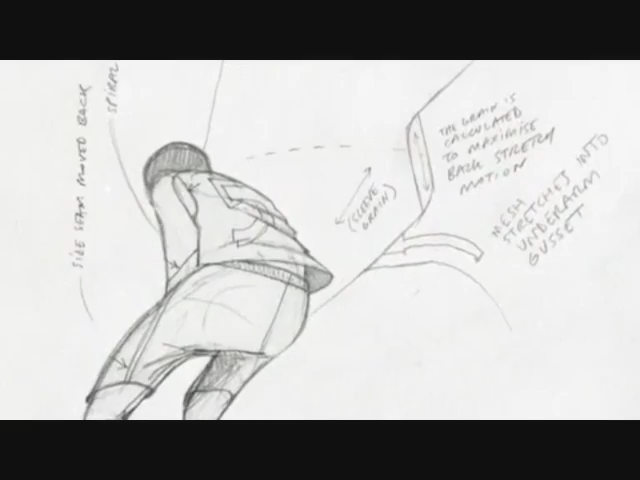 SIDE SEAM MOVED BACK
SPIRAL
THE GRAIN IS
CALCULATED
TO MAXIMISE
BACK STRETCH
MOTION
(SLEEVE
GRAIN)
MESH
STRETCHES INTO
UNDERARM
GUSSET